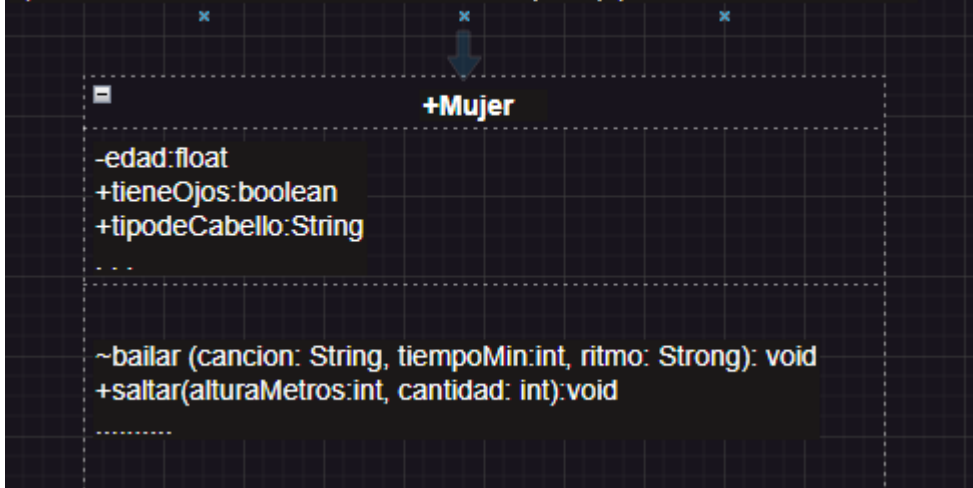 +Mujer
-edad:float
+tieneOjos:boolean
+tipodeCabello:String
. . .
~bailar (cancion: String, tiempoMin:int, ritmo: Strong): void
+saltar(alturaMetros:int, cantidad: int):void
..........